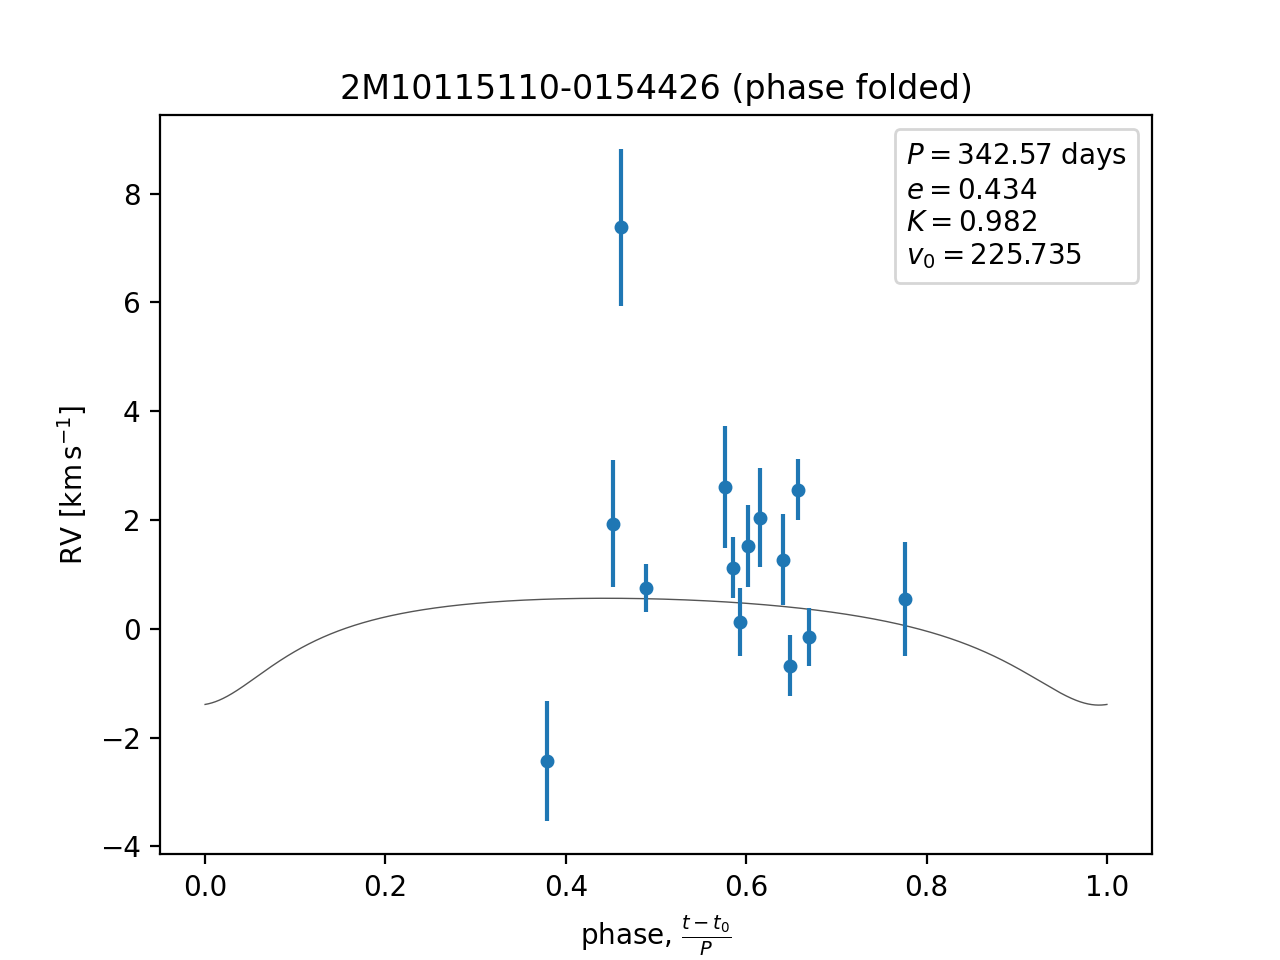 2M10115110-0154426 (phase folded)
P = 342.57 days
e = 0.434
K = 0.982
v₀ = 225.735
8
6
4
2
0
−2
−4
RV [km s⁻¹]
0.0 0.2 0.4 0.6 0.8 1.0
phase, (t − t₀)/P